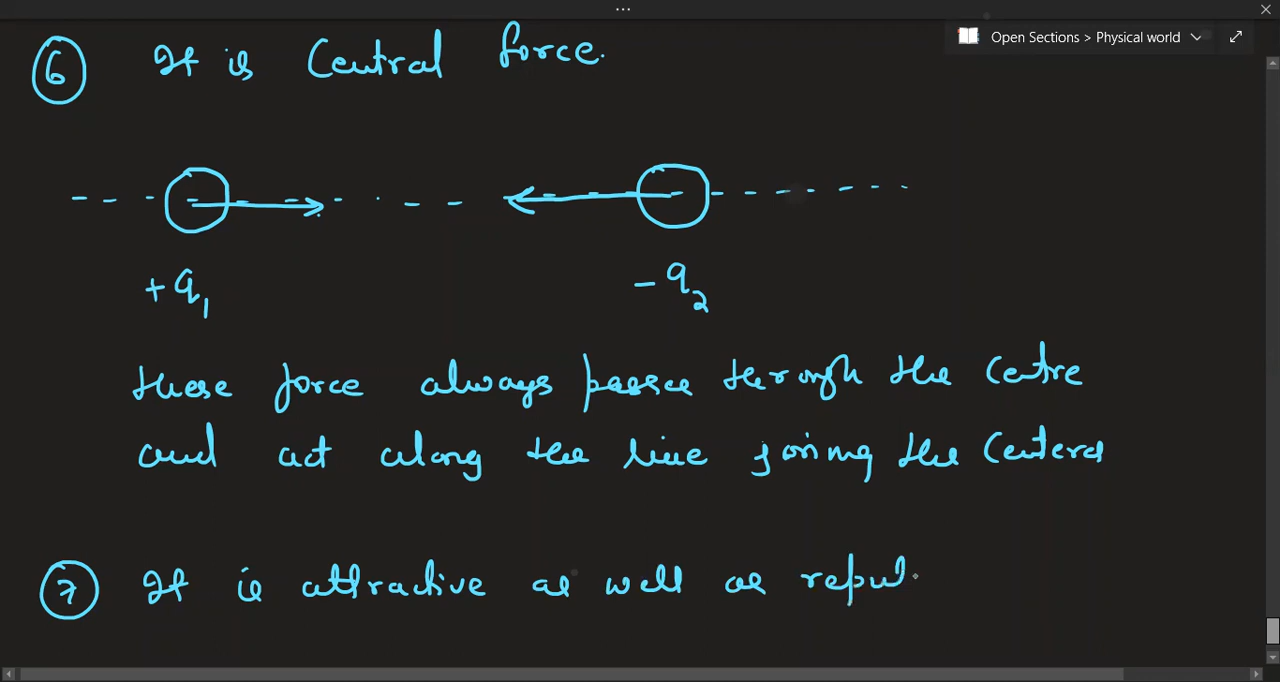 Open Sections > Physical world
6 It is Central force.
+q1
-q2
these force always passes through the centre
and act along the line joining the Centers
7 It is attractive as well as repul